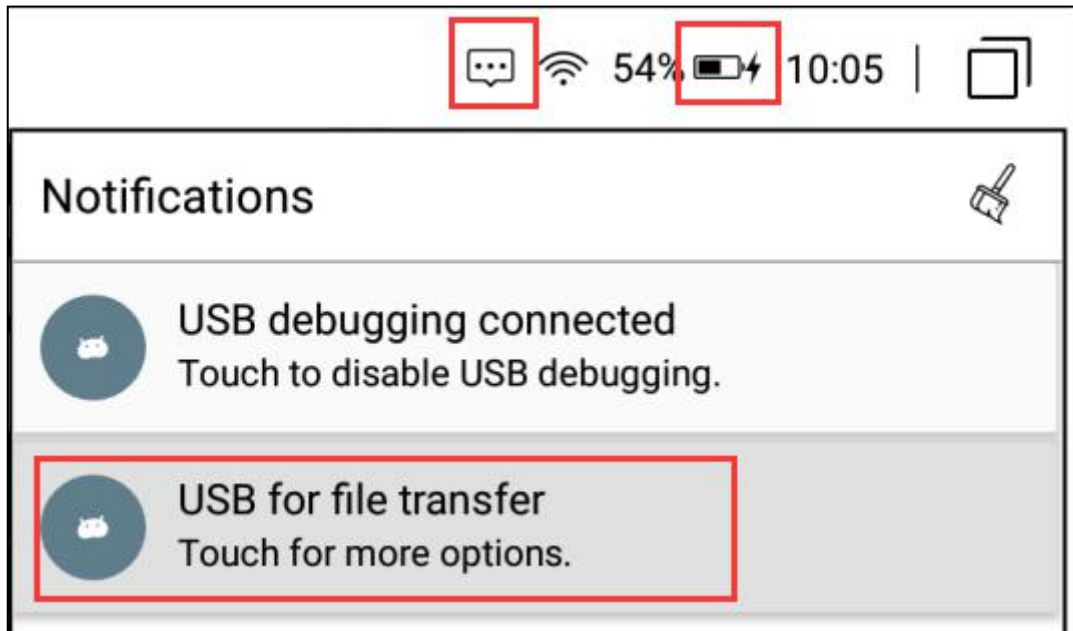 54% 10:05
Notifications
USB debugging connected
Touch to disable USB debugging.
USB for file transfer
Touch for more options.